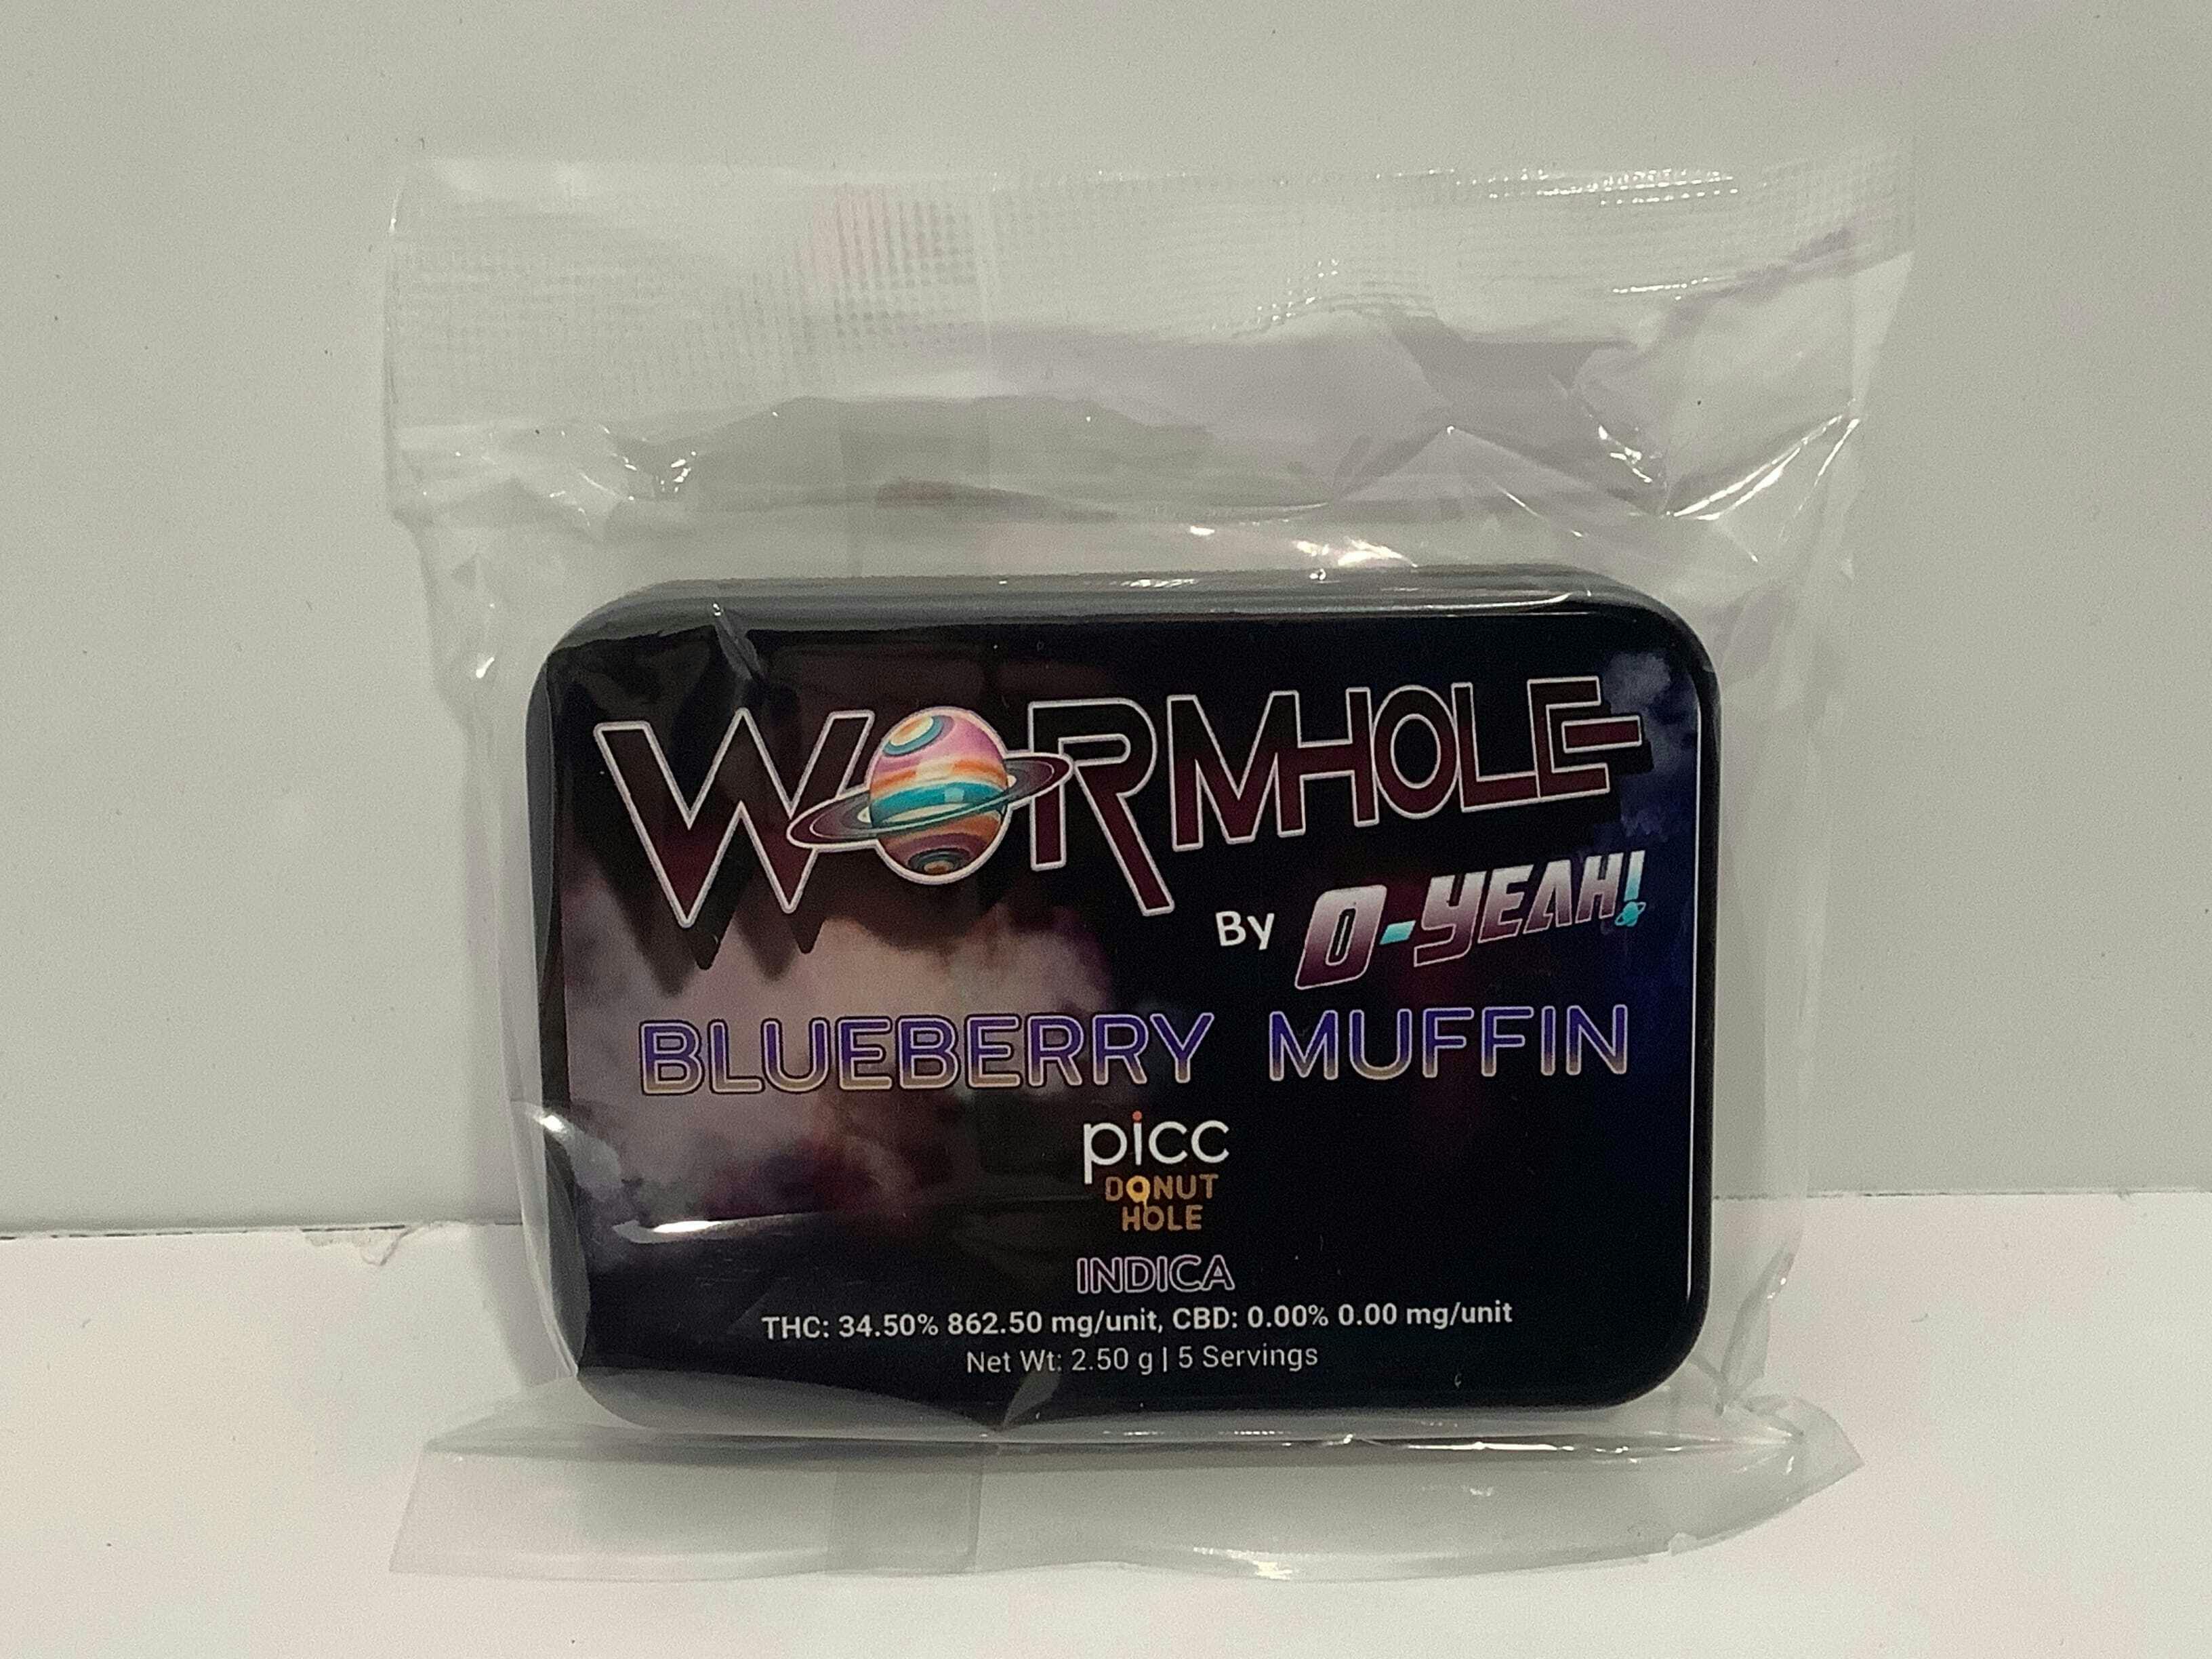 WORMHOLE
By O-YEAH!
BLUEBERRY MUFFIN
picc
DONUT
HOLE
INDICA
THC: 34.50% 862.50 mg/unit, CBD: 0.00% 0.00 mg/unit
Net Wt: 2.50 g | 5 Servings